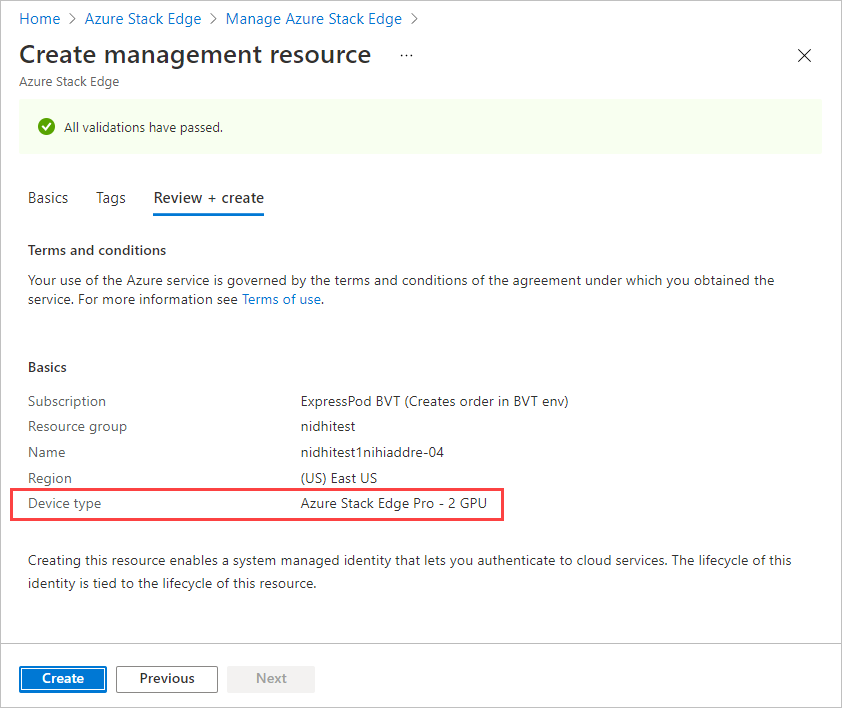 Home > Azure Stack Edge > Manage Azure Stack Edge >
Create management resource ...
Azure Stack Edge
All validations have passed.
Basics Tags Review + create
Terms and conditions
Your use of the Azure service is governed by the terms and conditions of the agreement under which you obtained the
service. For more information see Terms of use.
Basics
Subscription ExpressPod BVT (Creates order in BVT env)
Resource group nidhitest
Name nidhitest1nihiaddre-04
Region (US) East US
Device type Azure Stack Edge Pro - 2 GPU
Creating this resource enables a system managed identity that lets you authenticate to cloud services. The lifecycle of this
identity is tied to the lifecycle of this resource.
Create Previous Next